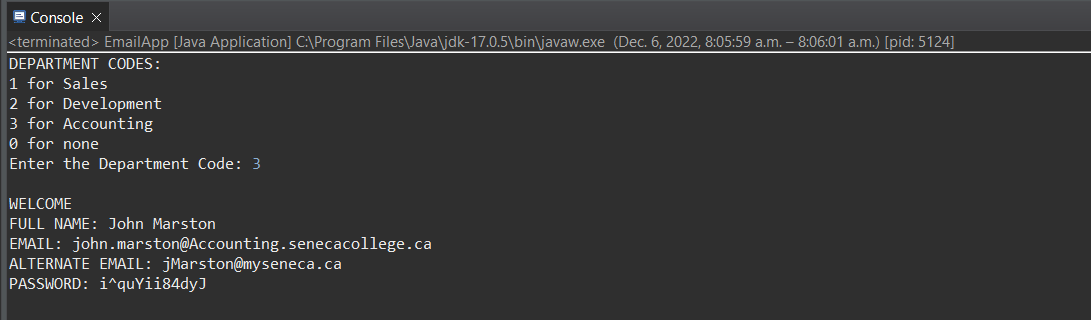 Console
<terminated> EmailApp [Java Application] C:\Program Files\Java\jdk-17.0.5\bin\javaw.exe (Dec. 6, 2022, 8:05:59 a.m. – 8:06:01 a.m.) [pid: 5124]
DEPARTMENT CODES:
1 for Sales
2 for Development
3 for Accounting
0 for none
Enter the Department Code: 3
WELCOME
FULL NAME: John Marston
EMAIL: john.marston@Accounting.senecacollege.ca
ALTERNATE EMAIL: jMarston@myseneca.ca
PASSWORD: i^quYii84dyJ